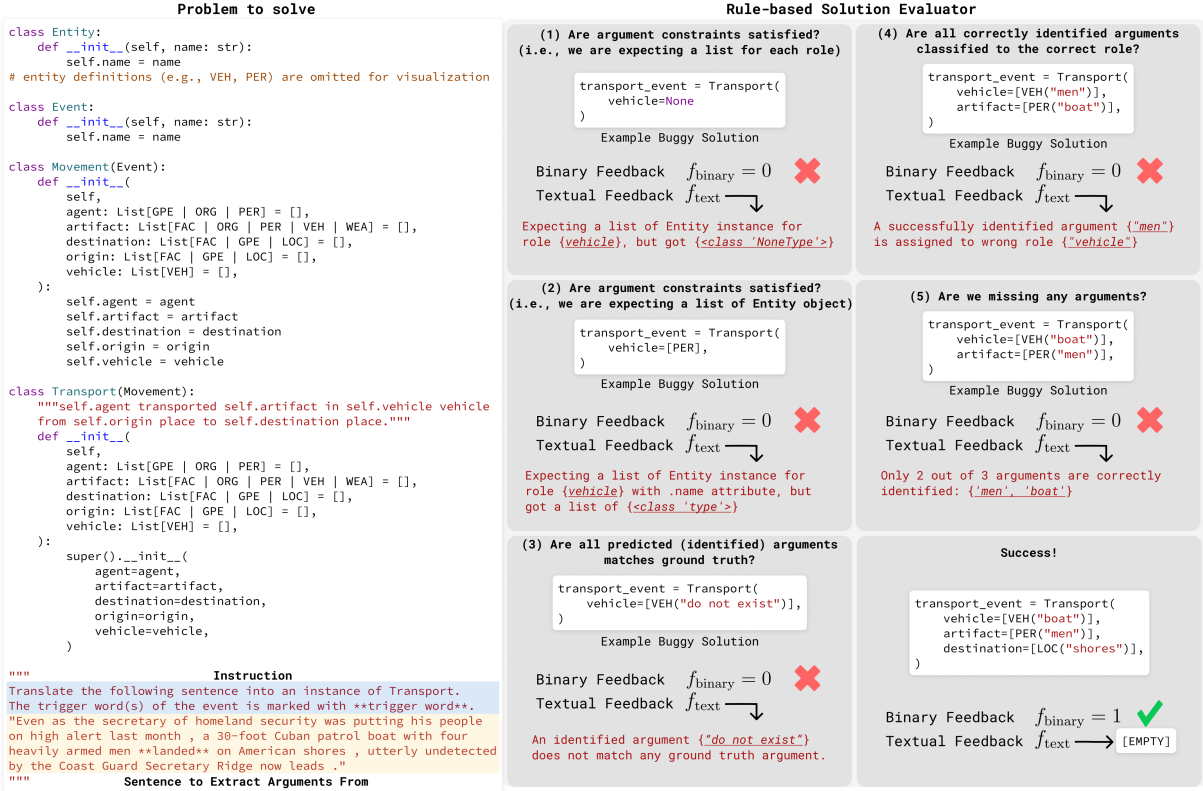 Problem to solve
class Entity:
    def __init__(self, name: str):
        self.name = name
# entity definitions (e.g., VEH, PER) are omitted for visualization
class Event:
    def __init__(self, name: str):
        self.name = name
class Movement(Event):
    def __init__(
        self,
        agent: List[GPE | ORG | PER] = [],
        artifact: List[FAC | ORG | PER | VEH | WEA] = [],
        destination: List[FAC | GPE | LOC] = [],
        origin: List[FAC | GPE | LOC] = [],
        vehicle: List[VEH] = [],
    ):
        self.agent = agent
        self.artifact = artifact
        self.destination = destination
        self.origin = origin
        self.vehicle = vehicle
class Transport(Movement):
    """self.agent transported self.artifact in self.vehicle vehicle
    from self.origin place to self.destination place."""
    def __init__(
        self,
        agent: List[GPE | ORG | PER] = [],
        artifact: List[FAC | ORG | PER | VEH | WEA] = [],
        destination: List[FAC | GPE | LOC] = [],
        origin: List[FAC | GPE | LOC] = [],
        vehicle: List[VEH] = [],
    ):
        super().__init__(
            agent=agent,
            artifact=artifact,
            destination=destination,
            origin=origin,
            vehicle=vehicle,
        )
"""
Instruction
Translate the following sentence into an instance of Transport.
The trigger word(s) of the event is marked with **trigger word**.
"Even as the secretary of homeland security was putting his people
on high alert last month , a 30-foot Cuban patrol boat with four
heavily armed men **landed** on American shores , utterly undetected
by the Coast Guard Secretary Ridge now leads ."
"""
Sentence to Extract Arguments From
Rule-based Solution Evaluator
(1) Are argument constraints satisfied?
(i.e., we are expecting a list for each role)
transport_event = Transport(
    vehicle=None
)
Example Buggy Solution
Binary Feedback f_binary = 0
Textual Feedback f_text
Expecting a list of Entity instance for
role {vehicle}, but got {<class 'NoneType'>}
(2) Are argument constraints satisfied?
(i.e., we are expecting a list of Entity object)
transport_event = Transport(
    vehicle=[PER],
)
Example Buggy Solution
Binary Feedback f_binary = 0
Textual Feedback f_text
Expecting a list of Entity instance for
role {vehicle} with .name attribute, but
got a list of {<class 'type'>}
(3) Are all predicted (identified) arguments
matches ground truth?
transport_event = Transport(
    vehicle=[VEH("do not exist")],
)
Example Buggy Solution
Binary Feedback f_binary = 0
Textual Feedback f_text
An identified argument {"do not exist"}
does not match any ground truth argument.
(4) Are all correctly identified arguments
classified to the correct role?
transport_event = Transport(
    vehicle=[VEH("men")],
    artifact=[PER("boat")],
)
Example Buggy Solution
Binary Feedback f_binary = 0
Textual Feedback f_text
A successfully identified argument {"men"}
is assigned to wrong role {"vehicle"}
(5) Are we missing any arguments?
transport_event = Transport(
    vehicle=[VEH("boat")],
    artifact=[PER("men")],
)
Example Buggy Solution
Binary Feedback f_binary = 0
Textual Feedback f_text
Only 2 out of 3 arguments are correctly
identified: {'men', 'boat'}
Success!
transport_event = Transport(
    vehicle=[VEH("boat")],
    artifact=[PER("men")],
    destination=[LOC("shores")],
)
Binary Feedback f_binary = 1
Textual Feedback f_text [EMPTY]